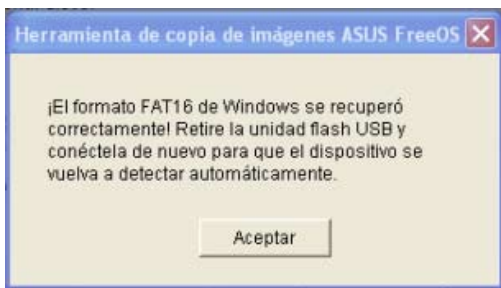 Herramienta de copia de imágenes ASUS FreeOS
¡El formato FAT16 de Windows se recuperó
correctamente! Retire la unidad flash USB y
conéctela de nuevo para que el dispositivo se
vuelva a detectar automáticamente.
Aceptar